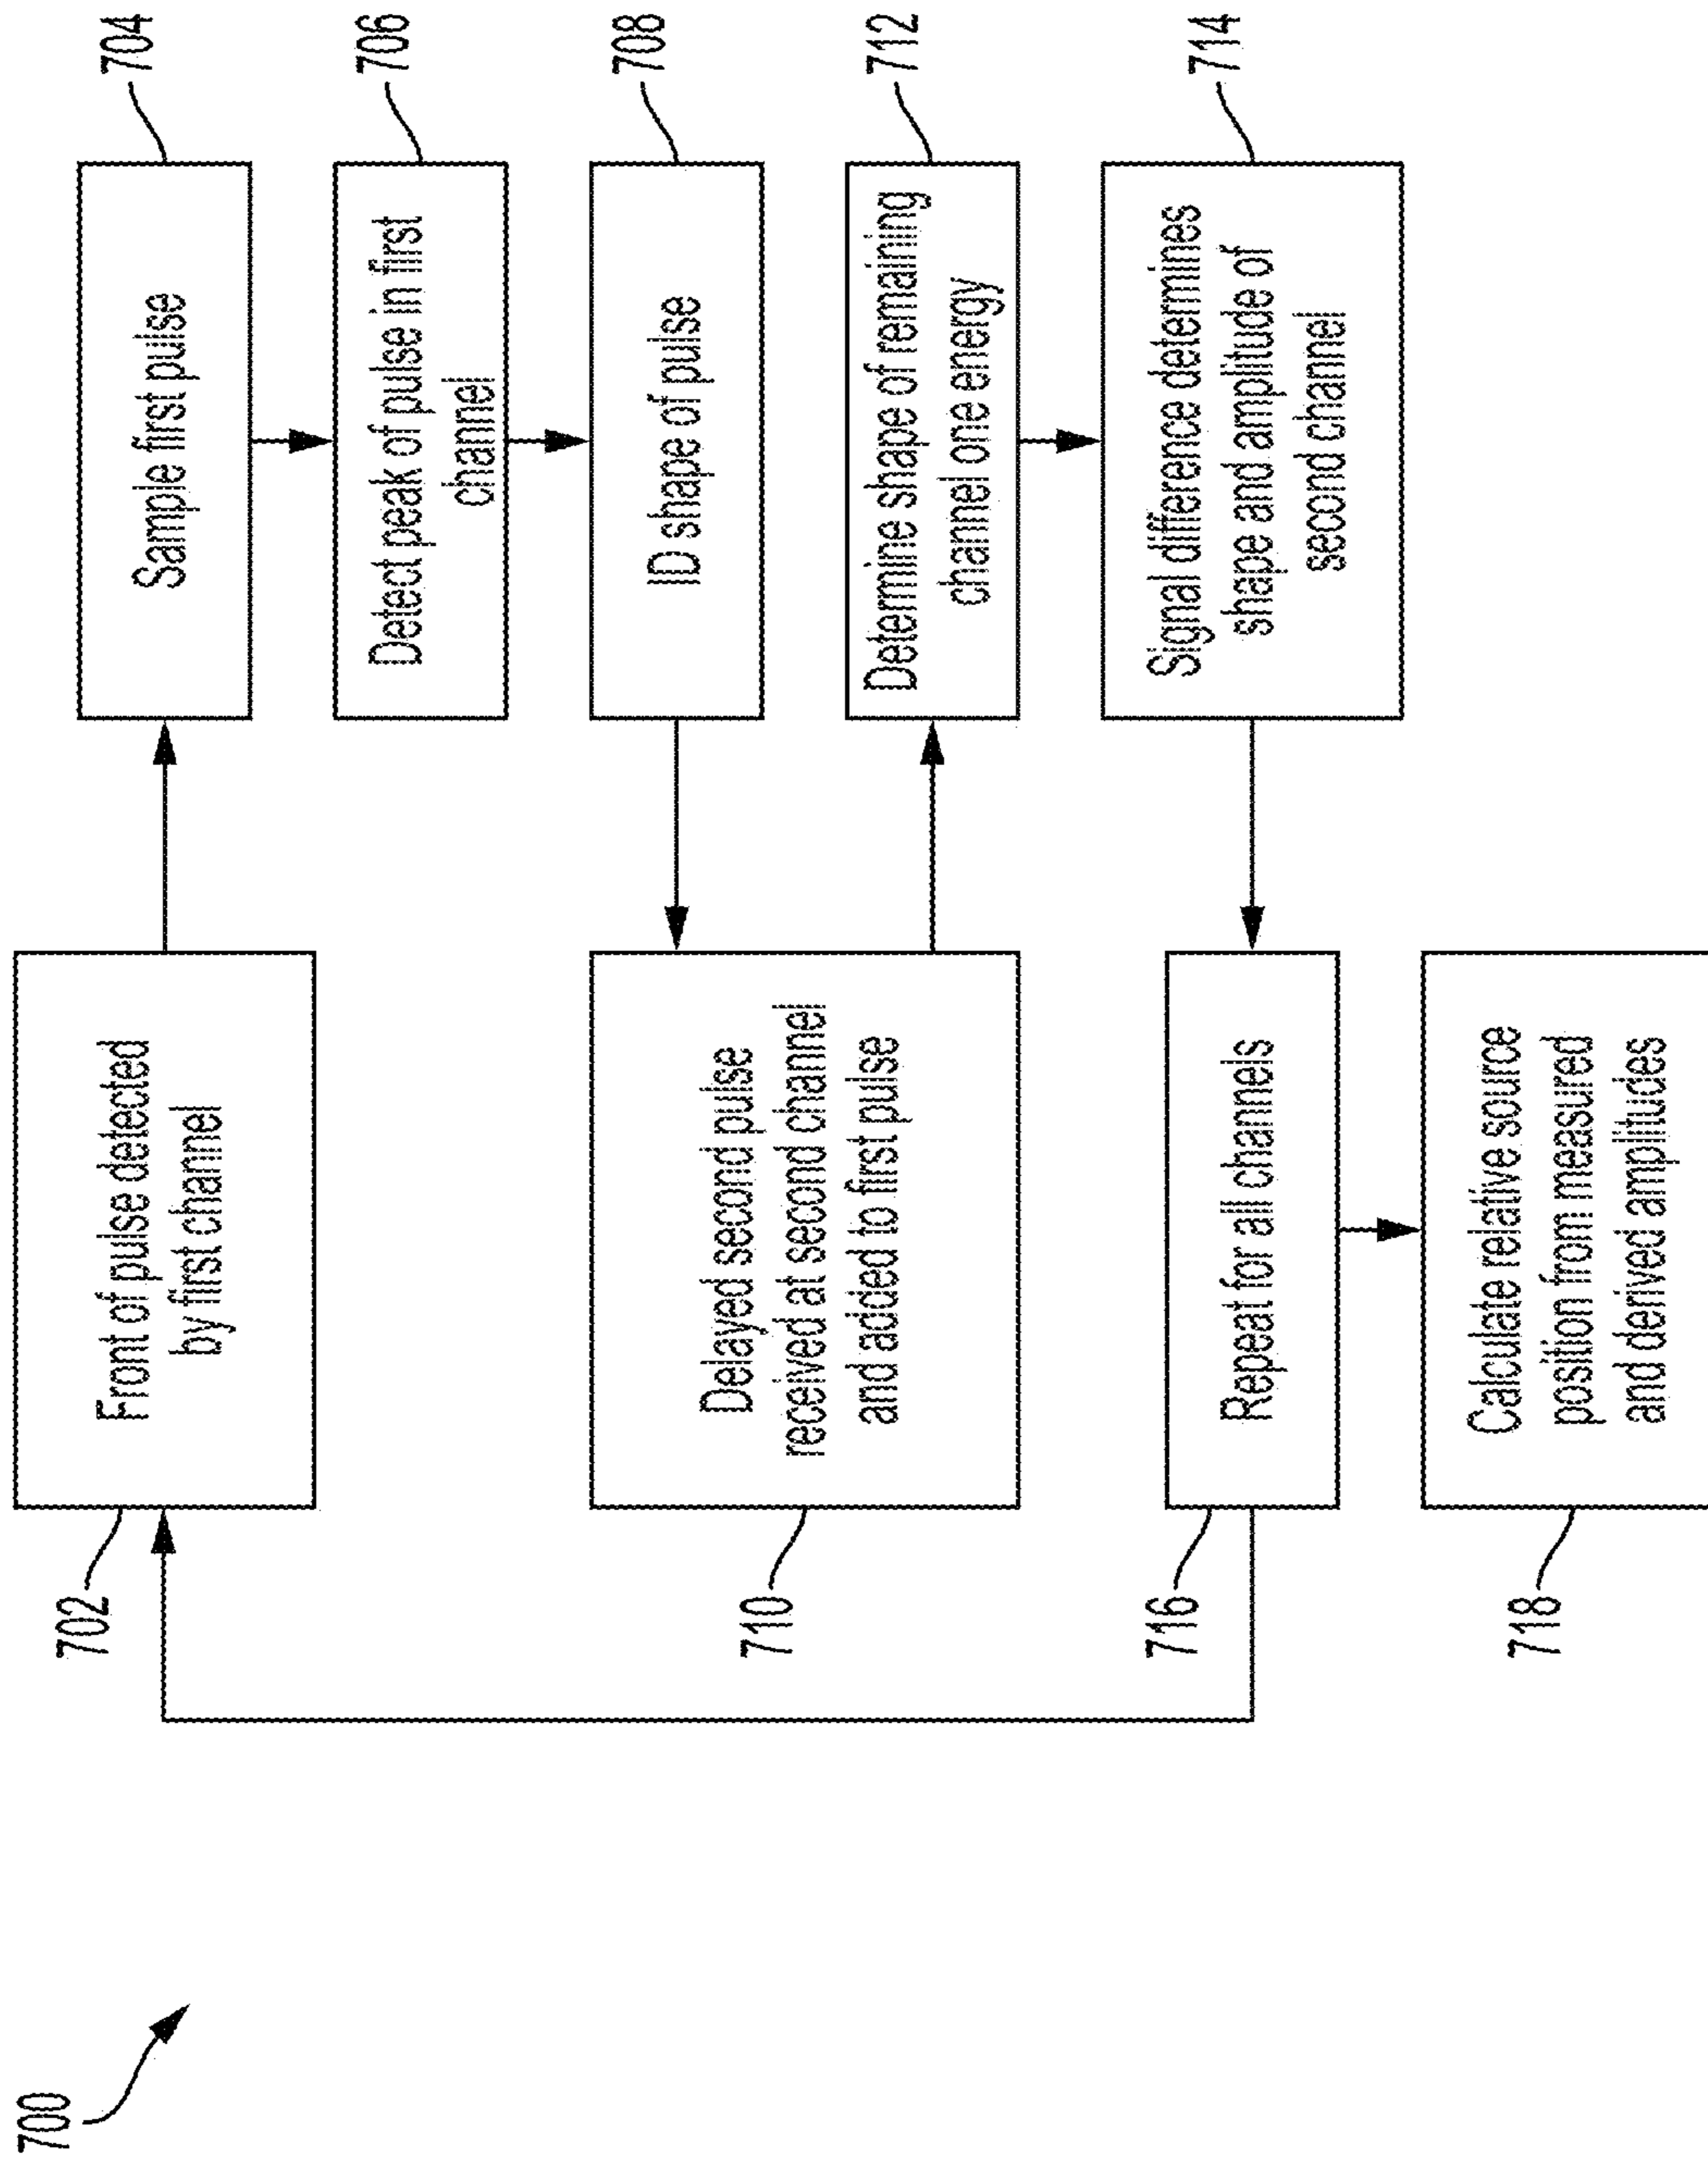 700
702
Front of pulse detected
by first channel
704
Sample first pulse
706
Detect peak of pulse in first
channel
708
ID shape of pulse
710
Delayed second pulse
received at second channel
and added to first pulse
712
Determine shape of remaining
channel one energy
714
Signal difference determines
shape and amplitude of
second channel
716
Repeat for all channels
718
Calculate relative source
position from measured
and derived amplitudes